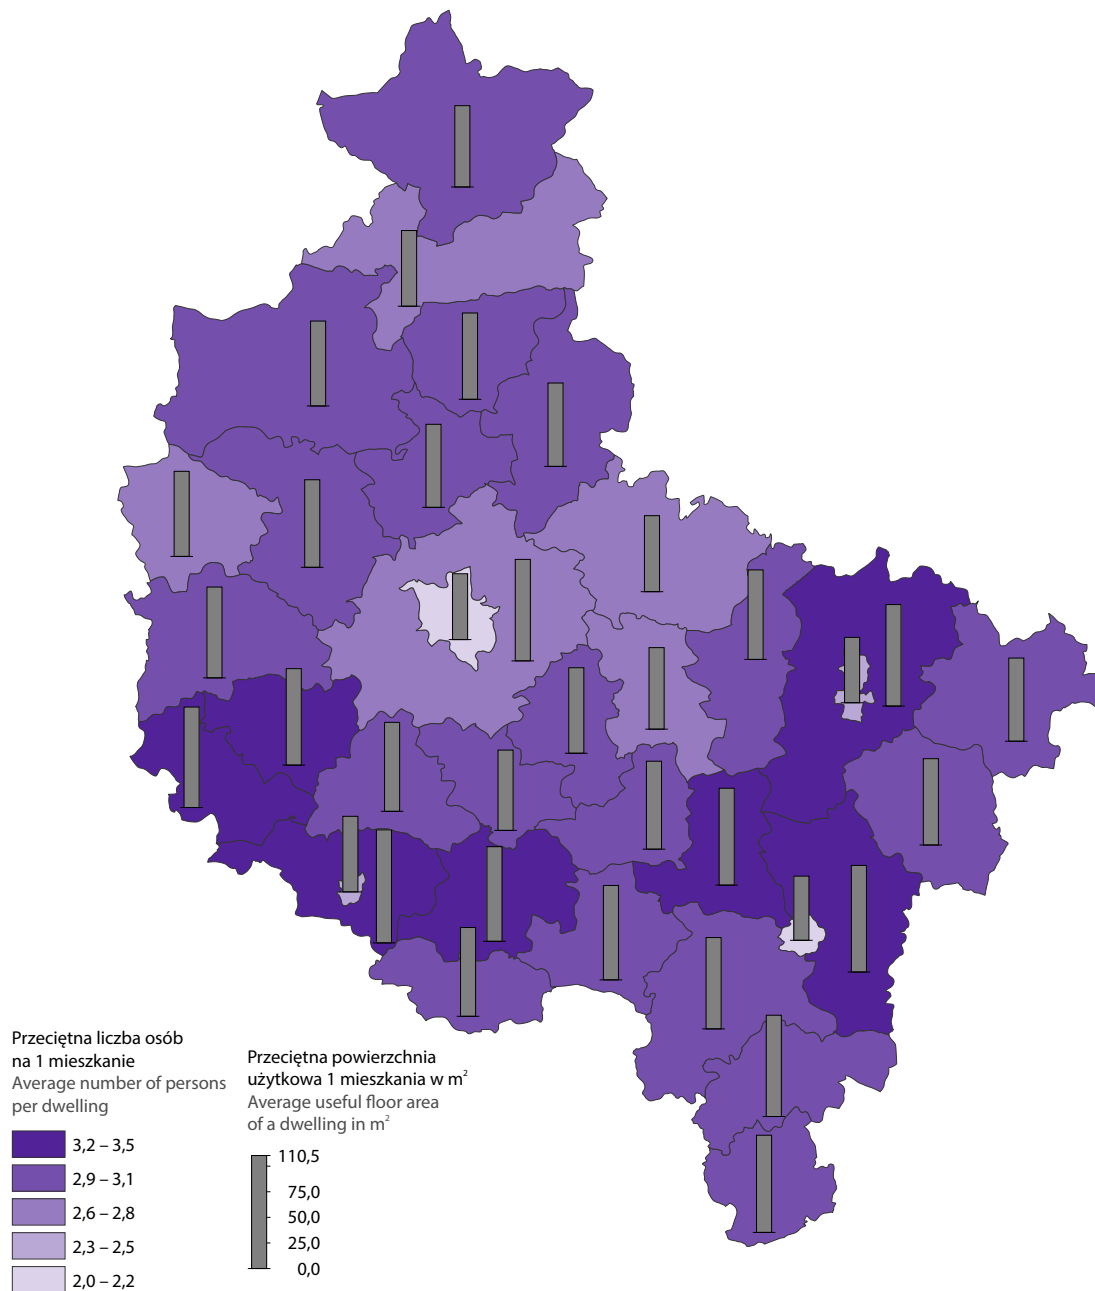 Przeciętna liczba osób
na 1 mieszkanie
Average number of persons
per dwelling
3,2 – 3,5
2,9 – 3,1
2,6 – 2,8
2,3 – 2,5
2,0 – 2,2
Przeciętna powierzchnia
użytkowa 1 mieszkania w m²
Average useful floor area
of a dwelling in m²
110,5
75,0
50,0
25,0
0,0